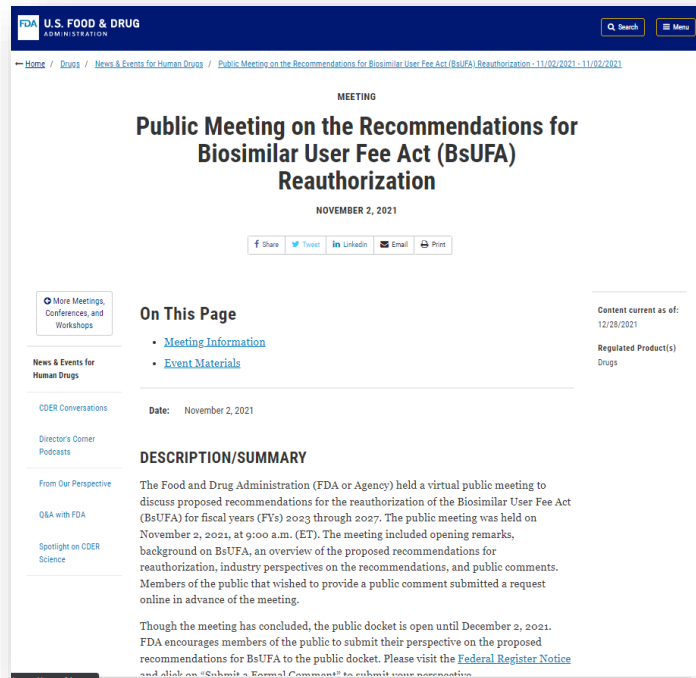 FDA U.S. FOOD & DRUG
ADMINISTRATION
Search
Menu
Home / Drugs / News & Events for Human Drugs / Public Meeting on the Recommendations for Biosimilar User Fee Act (BsUFA) Reauthorization - 11/02/2021 - 11/02/2021
MEETING
Public Meeting on the Recommendations for
Biosimilar User Fee Act (BsUFA)
Reauthorization
NOVEMBER 2, 2021
Share Tweet Linkedin Email Print
More Meetings,
Conferences, and
Workshops
News & Events for
Human Drugs
CDER Conversations
Director's Corner
Podcasts
From Our Perspective
Q&A with FDA
Spotlight on CDER
Science
On This Page
• Meeting Information
• Event Materials
Date: November 2, 2021
DESCRIPTION/SUMMARY
The Food and Drug Administration (FDA or Agency) held a virtual public meeting to
discuss proposed recommendations for the reauthorization of the Biosimilar User Fee Act
(BsUFA) for fiscal years (FYs) 2023 through 2027. The public meeting was held on
November 2, 2021, at 9:00 a.m. (ET). The meeting included opening remarks,
background on BsUFA, an overview of the proposed recommendations for
reauthorization, industry perspectives on the recommendations, and public comments.
Members of the public that wished to provide a public comment submitted a request
online in advance of the meeting.
Though the meeting has concluded, the public docket is open until December 2, 2021.
FDA encourages members of the public to submit their perspective on the proposed
recommendations for BsUFA to the public docket. Please visit the Federal Register Notice
and click on "Submit a Formal Comment" to submit your perspective.
Content current as of:
12/28/2021
Regulated Product(s)
Drugs